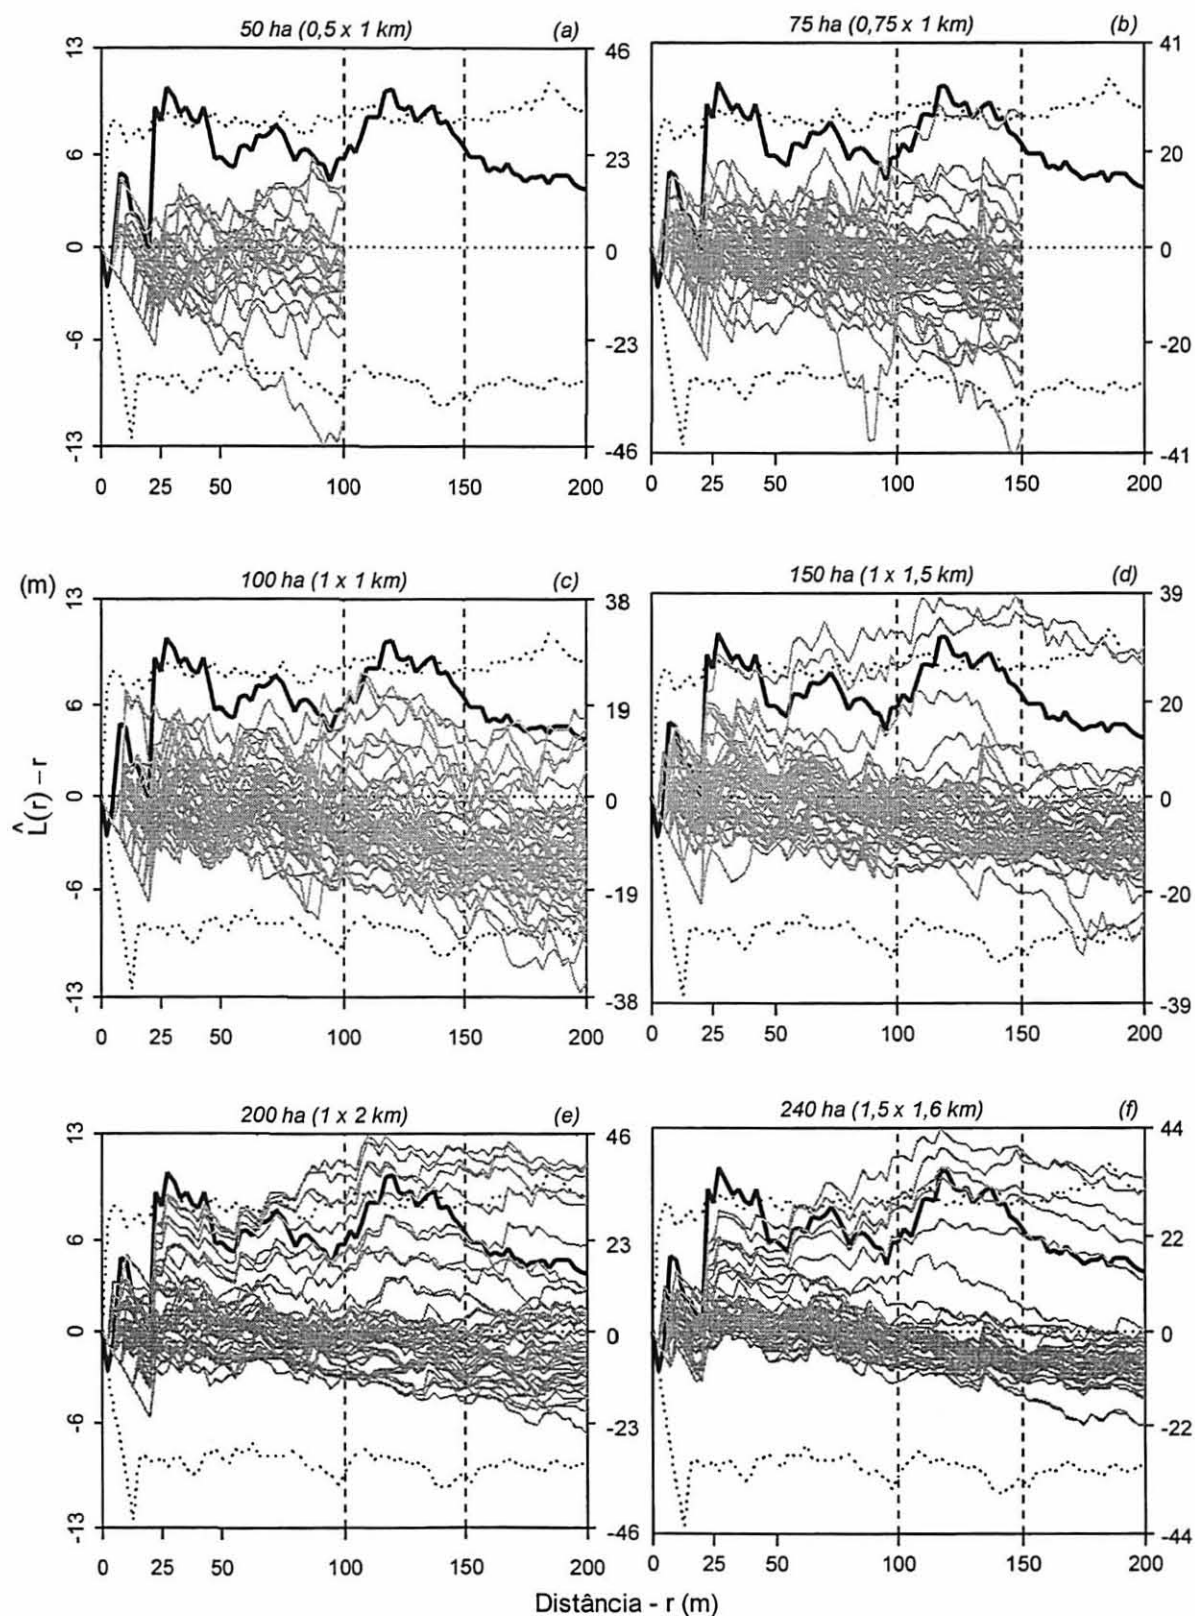 50 ha (0,5 x 1 km) (a)
13 6 0 -6 -13
46 23 0 -23 -46
0 25 50 100 150 200
75 ha (0,75 x 1 km) (b)
41 20 0 -20 -41
0 25 50 100 150 200
(m)
L̂(r) – r
100 ha (1 x 1 km) (c)
13 6 0 -6 -13
38 19 0 -19 -38
0 25 50 100 150 200
150 ha (1 x 1,5 km) (d)
39 20 0 -20 -39
0 25 50 100 150 200
200 ha (1 x 2 km) (e)
13 6 0 -6 -13
46 23 0 -23 -46
0 25 50 100 150 200
240 ha (1,5 x 1,6 km) (f)
44 22 0 -22 -44
0 25 50 100 150 200
Distância - r (m)